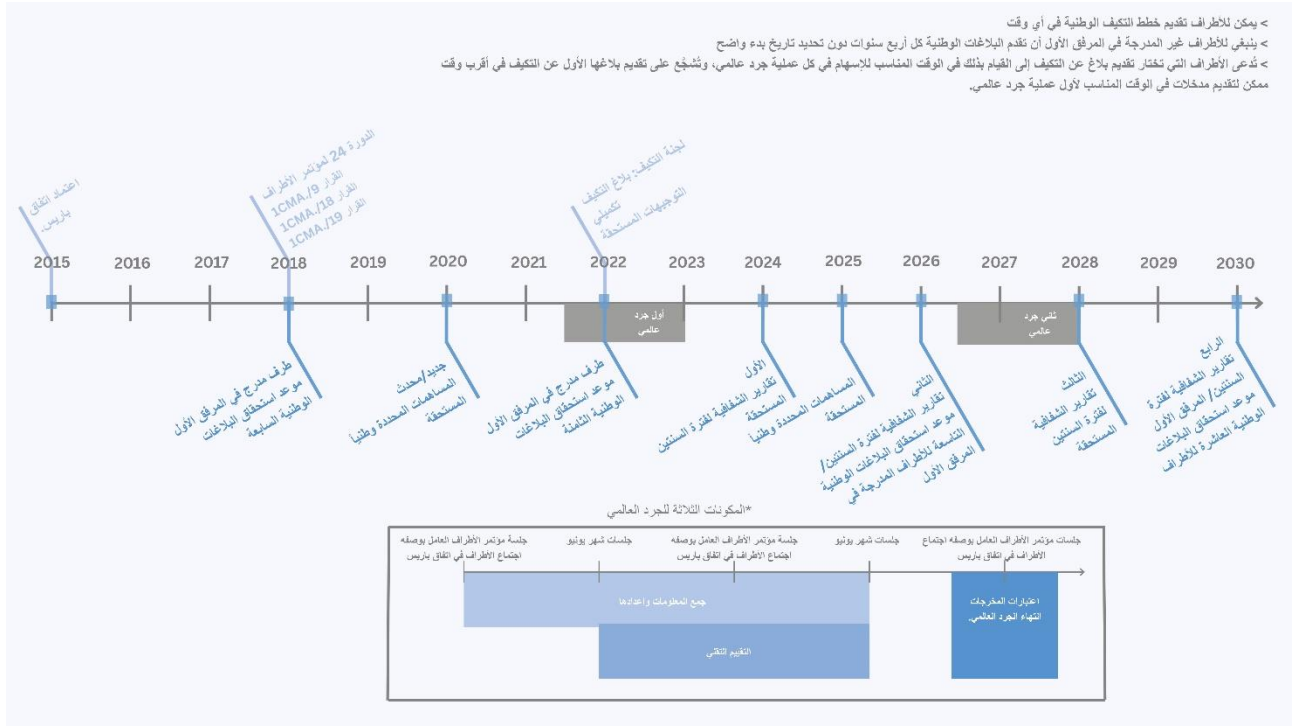 > يمكن للأطراف تقديم خطط التكيف الوطنية في أي وقت
> ينبغي للأطراف غير المدرجة في المرفق الأول أن تقدم البلاغات الوطنية كل أربع سنوات دون تحديد تاريخ بدء واضح
> تُدعى الأطراف التي تختار تقديم بلاغ عن التكيف إلى القيام بذلك في الوقت المناسب للإسهام في كل عملية جرد عالمي، وتُشجَّع على تقديم بلاغها الأول عن التكيف في أقرب وقت
ممكن لتقديم مدخلات في الوقت المناسب لأول عملية جرد عالمي.
اعتماد اتفاق
باريس.
الدورة 24 لمؤتمر الأطراف
القرار 9/.1CMA
القرار 18/.1CMA
القرار 19/.1CMA
لجنة التكيف: بلاغ التكيف
تكميلي
التوجيهات المستحقة
2015 2016 2017 2018 2019 2020 2021 2022 2023 2024 2025 2026 2027 2028 2029 2030
أول جرد
عالمي
ثاني جرد
عالمي
طرف مدرج في المرفق الأول
موعد استحقاق البلاغات
الوطنية السابعة
جديد/محدث
المساهمات المحددة وطنياً
المستحقة
طرف مدرج في المرفق الأول
موعد استحقاق البلاغات
الوطنية الثامنة
الأول
تقارير الشفافية لفترة السنتين
المستحقة
المساهمات المحددة وطنياً
المستحقة
الثاني
تقارير الشفافية لفترة السنتين/
موعد استحقاق البلاغات الوطنية
التاسعة للأطراف المدرجة في
المرفق الأول
الثالث
تقارير الشفافية
لفترة السنتين
المستحقة
الرابع
تقارير الشفافية لفترة
السنتين/ المرفق الأول
موعد استحقاق البلاغات
الوطنية العاشرة للأطراف
*المكونات الثلاثة للجرد العالمي
جلسة مؤتمر الأطراف العامل بوصفه
اجتماع الأطراف في اتفاق باريس
جلسات شهر يونيو
جلسة مؤتمر الأطراف العامل بوصفه
اجتماع الأطراف في اتفاق باريس
جلسات شهر يونيو
جلسات مؤتمر الأطراف العامل بوصفه اجتماع
الأطراف في اتفاق باريس
جمع المعلومات وإعدادها
التقييم التقني
اعتبارات المخرجات
انتهاء الجرد العالمي.